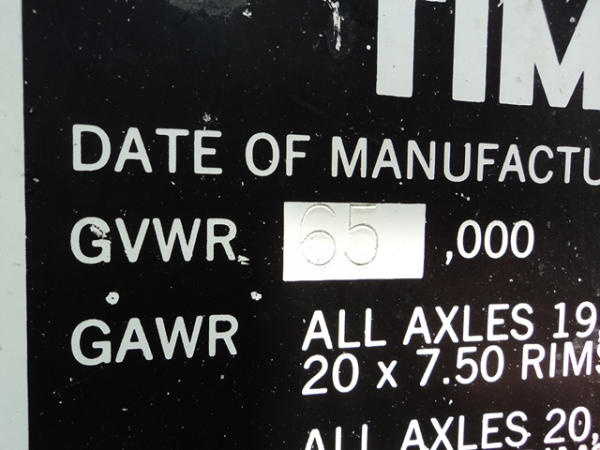 TIM
DATE OF MANUFACTU
GVWR 65 ,000
GAWR ALL AXLES 19,
20 x 7.50 RIMS
ALL AXLES 20,